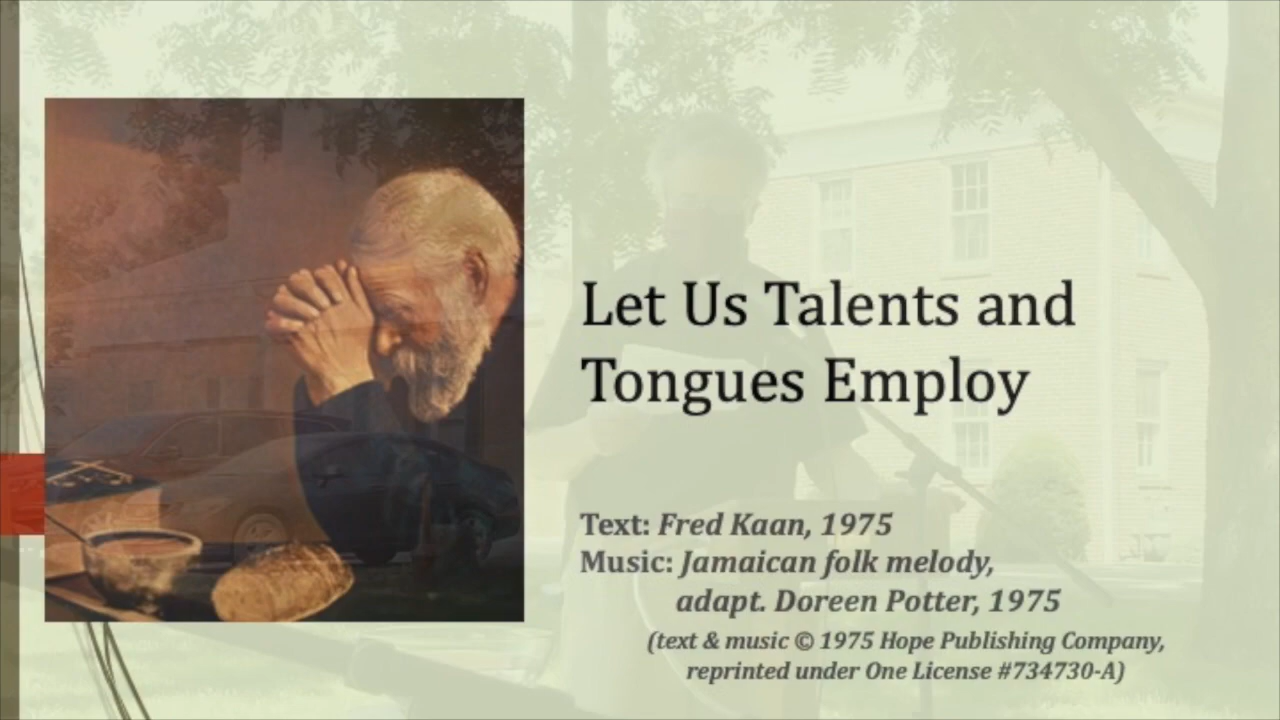 Let Us Talents and
Tongues Employ
Text: Fred Kaan, 1975
Music: Jamaican folk melody,
adapt. Doreen Potter, 1975
(text & music © 1975 Hope Publishing Company,
reprinted under One License #734730-A)